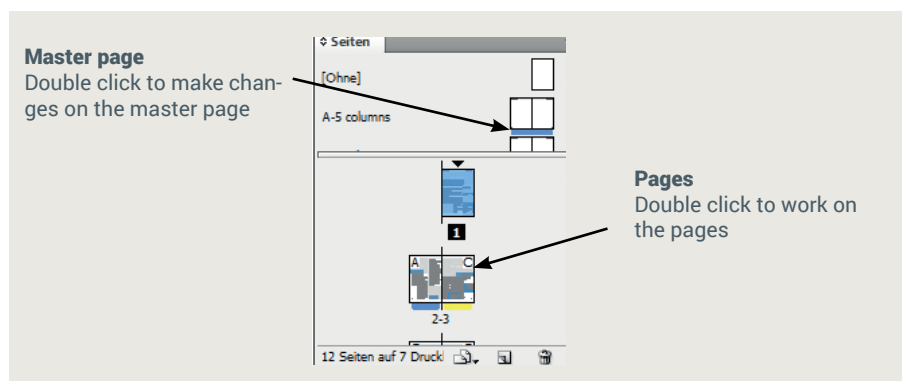 Master page
Double click to make chan-
ges on the master page
Seiten
[Ohne]
A-5 columns
1
A C
2-3
12 Seiten auf 7 Druck
Pages
Double click to work on
the pages